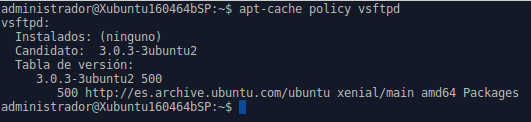 administrador@Xubuntu160464bSP:~$ apt-cache policy vsftpd
vsftpd:
  Instalados: (ninguno)
  Candidato:  3.0.3-3ubuntu2
  Tabla de versión:
     3.0.3-3ubuntu2 500
        500 http://es.archive.ubuntu.com/ubuntu xenial/main amd64 Packages
administrador@Xubuntu160464bSP:~$